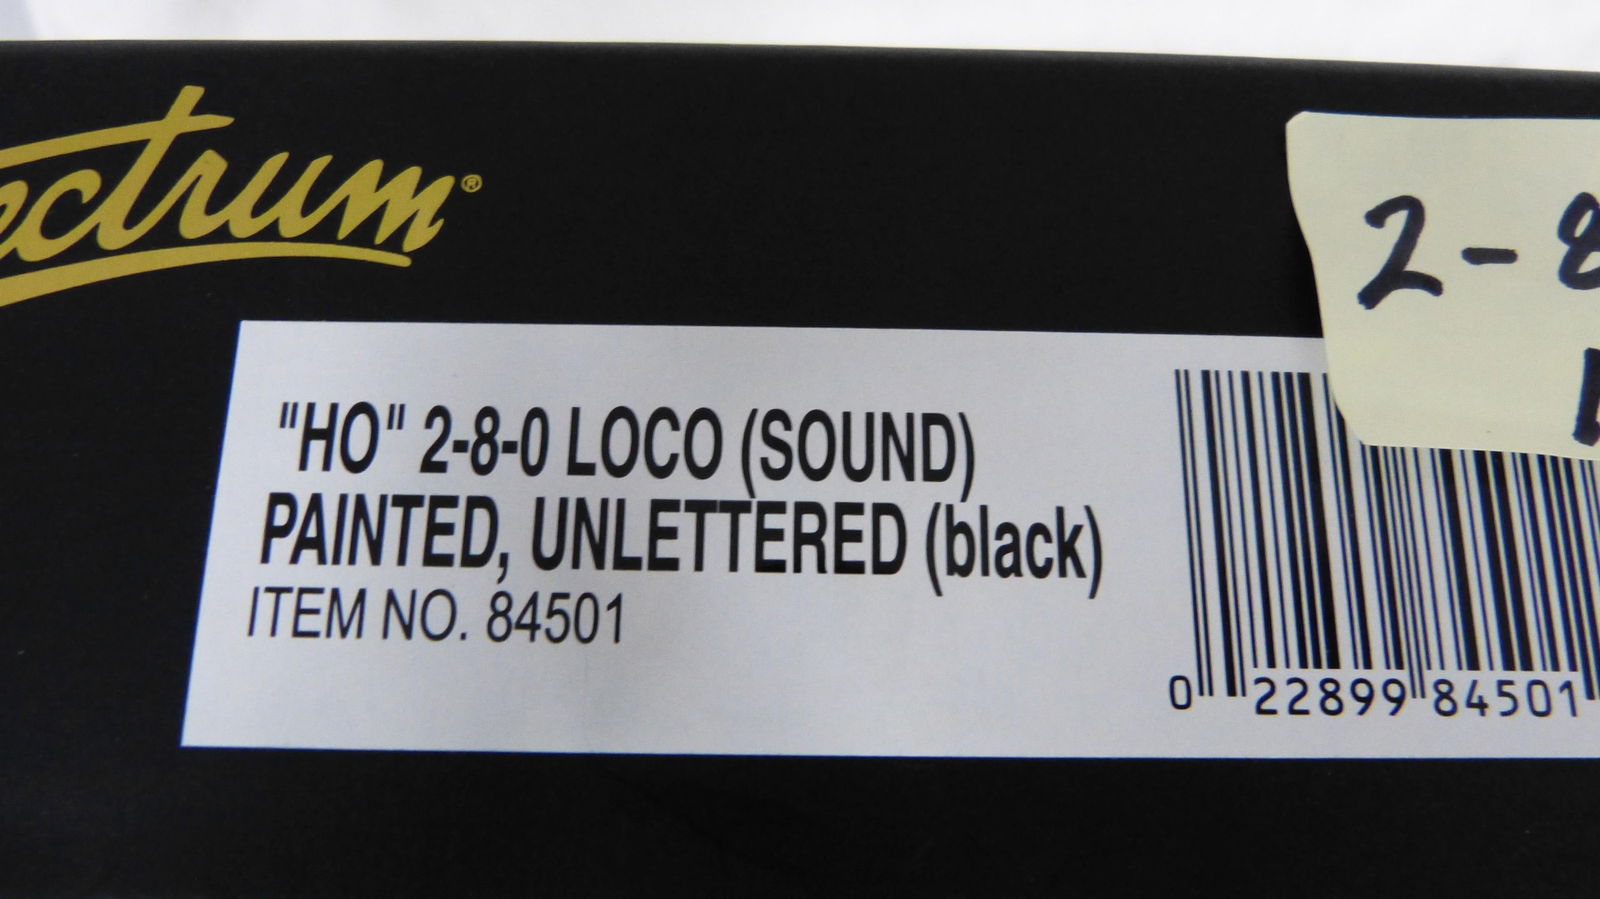 ectrum®
2-8
"HO" 2-8-0 LOCO (SOUND)
PAINTED, UNLETTERED (black)
ITEM NO. 84501
0 22899 84501